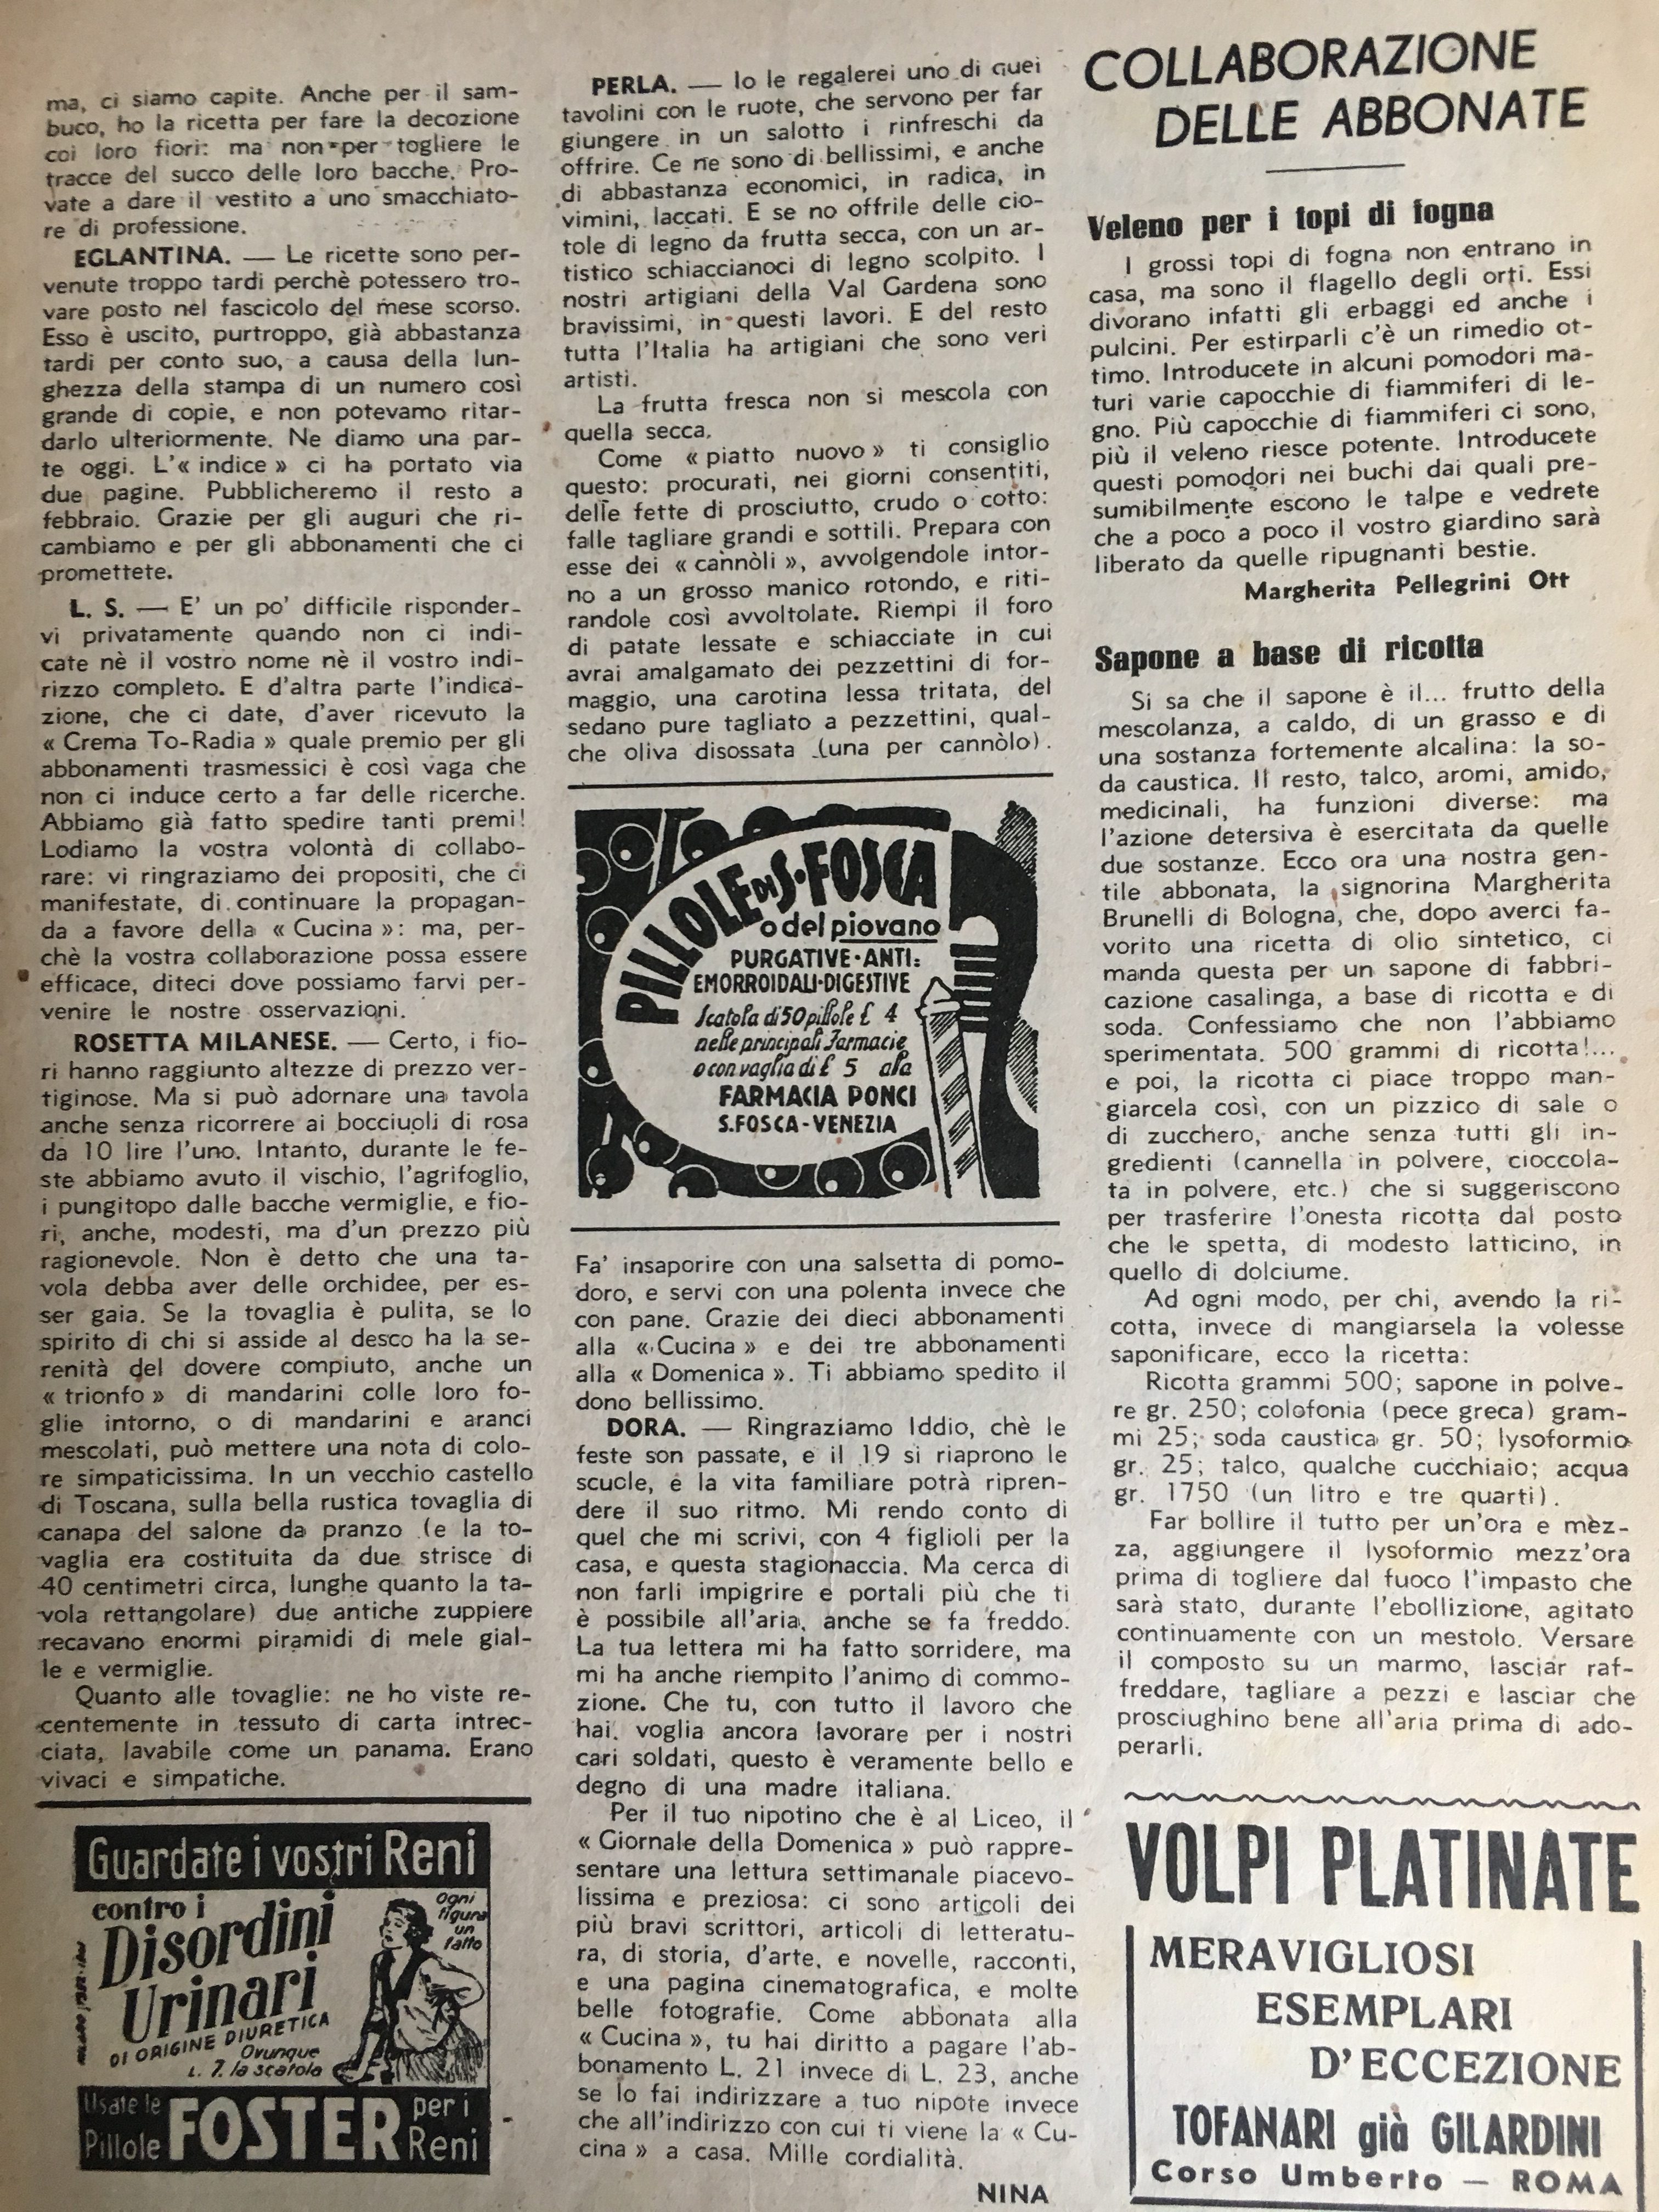 ma, ci siamo capite. Anche per il sam-
buco, ho la ricetta per fare la decozione
coi loro fiori: ma non per togliere le
tracce del succo delle loro bacche. Pro-
vate a dare il vestito a uno smacchiato-
re di professione.
EGLANTINA. — Le ricette sono per-
venute troppo tardi perchè potessero tro-
vare posto nel fascicolo del mese scorso.
Esso è uscito, purtroppo, già abbastanza
tardi per conto suo, a causa della lun-
ghezza della stampa di un numero così
grande di copie, e non potevamo ritar-
darlo ulteriormente. Ne diamo una par-
te oggi. L'« indice » ci ha portato via
due pagine. Pubblicheremo il resto a
febbraio. Grazie per gli auguri che ri-
cambiamo e per gli abbonamenti che ci
promettete.
L. S. — E' un po' difficile risponder-
vi privatamente quando non ci indi-
cate nè il vostro nome nè il vostro indi-
rizzo completo. E d'altra parte l'indica-
zione, che ci date, d'aver ricevuto la
« Crema To-Radia » quale premio per gli
abbonamenti trasmessici è così vaga che
non ci induce certo a far delle ricerche.
Abbiamo già fatto spedire tanti premi!
Lodiamo la vostra volontà di collabo-
rare: vi ringraziamo dei propositi, che ci
manifestate, di continuare la propagan-
da a favore della « Cucina »: ma, per-
chè la vostra collaborazione possa essere
efficace, diteci dove possiamo farvi per-
venire le nostre osservazioni.
ROSETTA MILANESE. — Certo, i fio-
ri hanno raggiunto altezze di prezzo ver-
tiginose. Ma si può adornare una tavola
anche senza ricorrere ai bocciuoli di rosa
da 10 lire l'uno. Intanto, durante le fe-
ste abbiamo avuto il vischio, l'agrifoglio,
i pungitopo dalle bacche vermiglie, e fio-
ri, anche, modesti, ma d'un prezzo più
ragionevole. Non è detto che una ta-
vola debba aver delle orchidee, per es-
ser gaia. Se la tovaglia è pulita, se lo
spirito di chi si asside al desco ha la se-
renità del dovere compiuto, anche un
« trionfo » di mandarini colle loro fo-
glie intorno, o di mandarini e aranci
mescolati, può mettere una nota di colo-
re simpaticissima. In un vecchio castello
di Toscana, sulla bella rustica tovaglia di
canapa del salone da pranzo (e la to-
vaglia era costituita da due strisce di
40 centimetri circa, lunghe quanto la ta-
vola rettangolare) due antiche zuppiere
recavano enormi piramidi di mele gial-
le e vermiglie.
Quanto alle tovaglie: ne ho viste re-
centemente in tessuto di carta intrec-
ciata, lavabile come un panama. Erano
vivaci e simpatiche.
Guardate i vostri Reni
contro i
Disordini
Urinari
DI ORIGINE DIURETICA
Ovunque
L. 7. la scatola
Ogni
figura
un
fatto
Usate le
Pillole
FOSTER
per i
Reni
PERLA. — Io le regalerei uno di quei
tavolini con le ruote, che servono per far
giungere in un salotto i rinfreschi da
offrire. Ce ne sono di bellissimi, e anche
di abbastanza economici, in radica, in
vimini, laccati. E se no offrile delle cio-
tole di legno da frutta secca, con un ar-
tistico schiaccianoci di legno scolpito. I
nostri artigiani della Val Gardena sono
bravissimi, in questi lavori. E del resto
tutta l'Italia ha artigiani che sono veri
artisti.
La frutta fresca non si mescola con
quella secca.
Come « piatto nuovo » ti consiglio
questo: procurati, nei giorni consentiti,
delle fette di prosciutto, crudo o cotto:
falle tagliare grandi e sottili. Prepara con
esse dei « cannòli », avvolgendole intor-
no a un grosso manico rotondo, e riti-
randole così avvoltolate. Riempi il foro
di patate lessate e schiacciate in cui
avrai amalgamato dei pezzettini di for-
maggio, una carotina lessa tritata, del
sedano pure tagliato a pezzettini, qual-
che oliva disossata (una per cannòlo).
PILLOLE DI S. FOSCA
o del piovano
PURGATIVE·ANTI=
EMORROIDALI·DIGESTIVE
Scatola di 50 pillole £ 4
nelle principali Farmacie
o con vaglia di £ 5 alla
FARMACIA PONCI
S. FOSCA - VENEZIA
Fa' insaporire con una salsetta di pomo-
doro, e servi con una polenta invece che
con pane. Grazie dei dieci abbonamenti
alla « Cucina » e dei tre abbonamenti
alla « Domenica ». Ti abbiamo spedito il
dono bellissimo.
DORA. — Ringraziamo Iddio, chè le
feste son passate, e il 19 si riaprono le
scuole, e la vita familiare potrà ripren-
dere il suo ritmo. Mi rendo conto di
quel che mi scrivi, con 4 figlioli per la
casa, e questa stagionaccia. Ma cerca di
non farli impigrire e portali più che ti
è possibile all'aria, anche se fa freddo.
La tua lettera mi ha fatto sorridere, ma
mi ha anche riempito l'animo di commo-
zione. Che tu, con tutto il lavoro che
hai, voglia ancora lavorare per i nostri
cari soldati, questo è veramente bello e
degno di una madre italiana.
Per il tuo nipotino che è al Liceo, il
« Giornale della Domenica » può rappre-
sentare una lettura settimanale piacevo-
lissima e preziosa: ci sono articoli dei
più bravi scrittori, articoli di letteratu-
ra, di storia, d'arte, e novelle, racconti,
e una pagina cinematografica, e molte
belle fotografie. Come abbonata alla
« Cucina », tu hai diritto a pagare l'ab-
bonamento L. 21 invece di L. 23, anche
se lo fai indirizzare a tuo nipote invece
che all'indirizzo con cui ti viene la « Cu-
cina » a casa. Mille cordialità.
NINA
COLLABORAZIONE
DELLE ABBONATE
Veleno per i topi di fogna
I grossi topi di fogna non entrano in
casa, ma sono il flagello degli orti. Essi
divorano infatti gli erbaggi ed anche i
pulcini. Per estirparli c'è un rimedio ot-
timo. Introducete in alcuni pomodori ma-
turi varie capocchie di fiammiferi di le-
gno. Più capocchie di fiammiferi ci sono,
più il veleno riesce potente. Introducete
questi pomodori nei buchi dai quali pre-
sumibilmente escono le talpe e vedrete
che a poco a poco il vostro giardino sarà
liberato da quelle ripugnanti bestie.
Margherita Pellegrini Ott
Sapone a base di ricotta
Si sa che il sapone è il... frutto della
mescolanza, a caldo, di un grasso e di
una sostanza fortemente alcalina: la so-
da caustica. Il resto, talco, aromi, amido,
medicinali, ha funzioni diverse: ma
l'azione detersiva è esercitata da quelle
due sostanze. Ecco ora una nostra gen-
tile abbonata, la signorina Margherita
Brunelli di Bologna, che, dopo averci fa-
vorito una ricetta di olio sintetico, ci
manda questa per un sapone di fabbri-
cazione casalinga, a base di ricotta e di
soda. Confessiamo che non l'abbiamo
sperimentata. 500 grammi di ricotta!...
e poi, la ricotta ci piace troppo man-
giarcela così, con un pizzico di sale o
di zucchero, anche senza tutti gli in-
gredienti (cannella in polvere, cioccola-
ta in polvere, etc.) che si suggeriscono
per trasferire l'onesta ricotta dal posto
che le spetta, di modesto latticino, in
quello di dolciume.
Ad ogni modo, per chi, avendo la ri-
cotta, invece di mangiarsela la volesse
saponificare, ecco la ricetta:
Ricotta grammi 500; sapone in polve-
re gr. 250; colofonia (pece greca) gram-
mi 25; soda caustica gr. 50; lysoformio
gr. 25; talco, qualche cucchiaio; acqua
gr. 1750 (un litro e tre quarti).
Far bollire il tutto per un'ora e mez-
za, aggiungere il lysoformio mezz'ora
prima di togliere dal fuoco l'impasto che
sarà stato, durante l'ebollizione, agitato
continuamente con un mestolo. Versare
il composto su un marmo, lasciar raf-
freddare, tagliare a pezzi e lasciar che
prosciughino bene all'aria prima di ado-
perarli.
VOLPI PLATINATE
MERAVIGLIOSI
ESEMPLARI
D'ECCEZIONE
TOFANARI già GILARDINI
Corso Umberto — ROMA